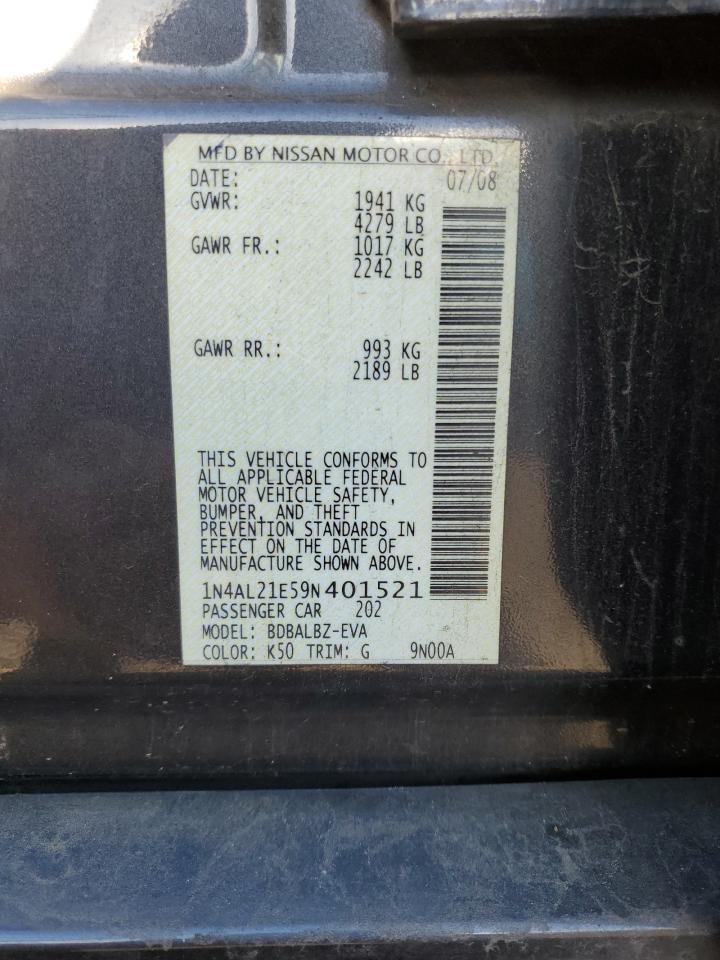 MFD BY NISSAN MOTOR CO., LTD.
DATE: 07/08
GVWR: 1941 KG
4279 LB
GAWR FR.: 1017 KG
2242 LB
GAWR RR.: 993 KG
2189 LB
THIS VEHICLE CONFORMS TO
ALL APPLICABLE FEDERAL
MOTOR VEHICLE SAFETY,
BUMPER, AND THEFT
PREVENTION STANDARDS IN
EFFECT ON THE DATE OF
MANUFACTURE SHOWN ABOVE.
1N4AL21E59N401521
PASSENGER CAR 202
MODEL: BDBALBZ-EVA
COLOR: K50 TRIM: G 9N00A